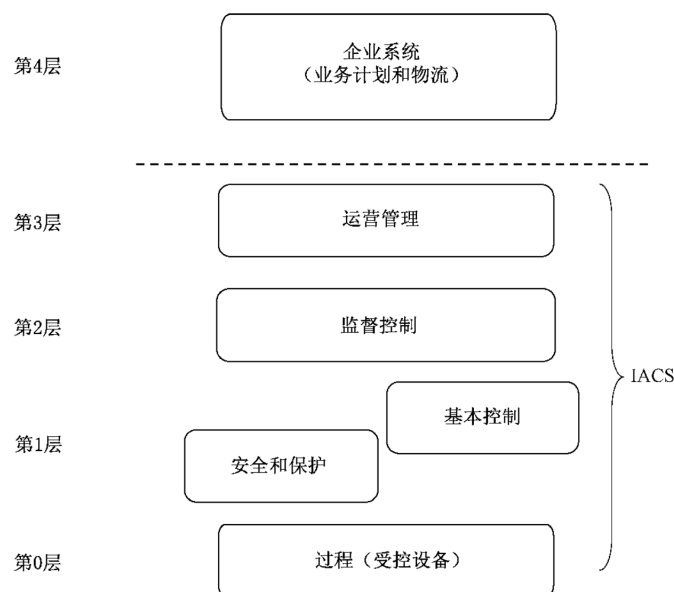 第4层
企业系统
（业务计划和物流）
第3层
运营管理
第2层
监督控制
IACS
基本控制
第1层
安全和保护
第0层
过程（受控设备）